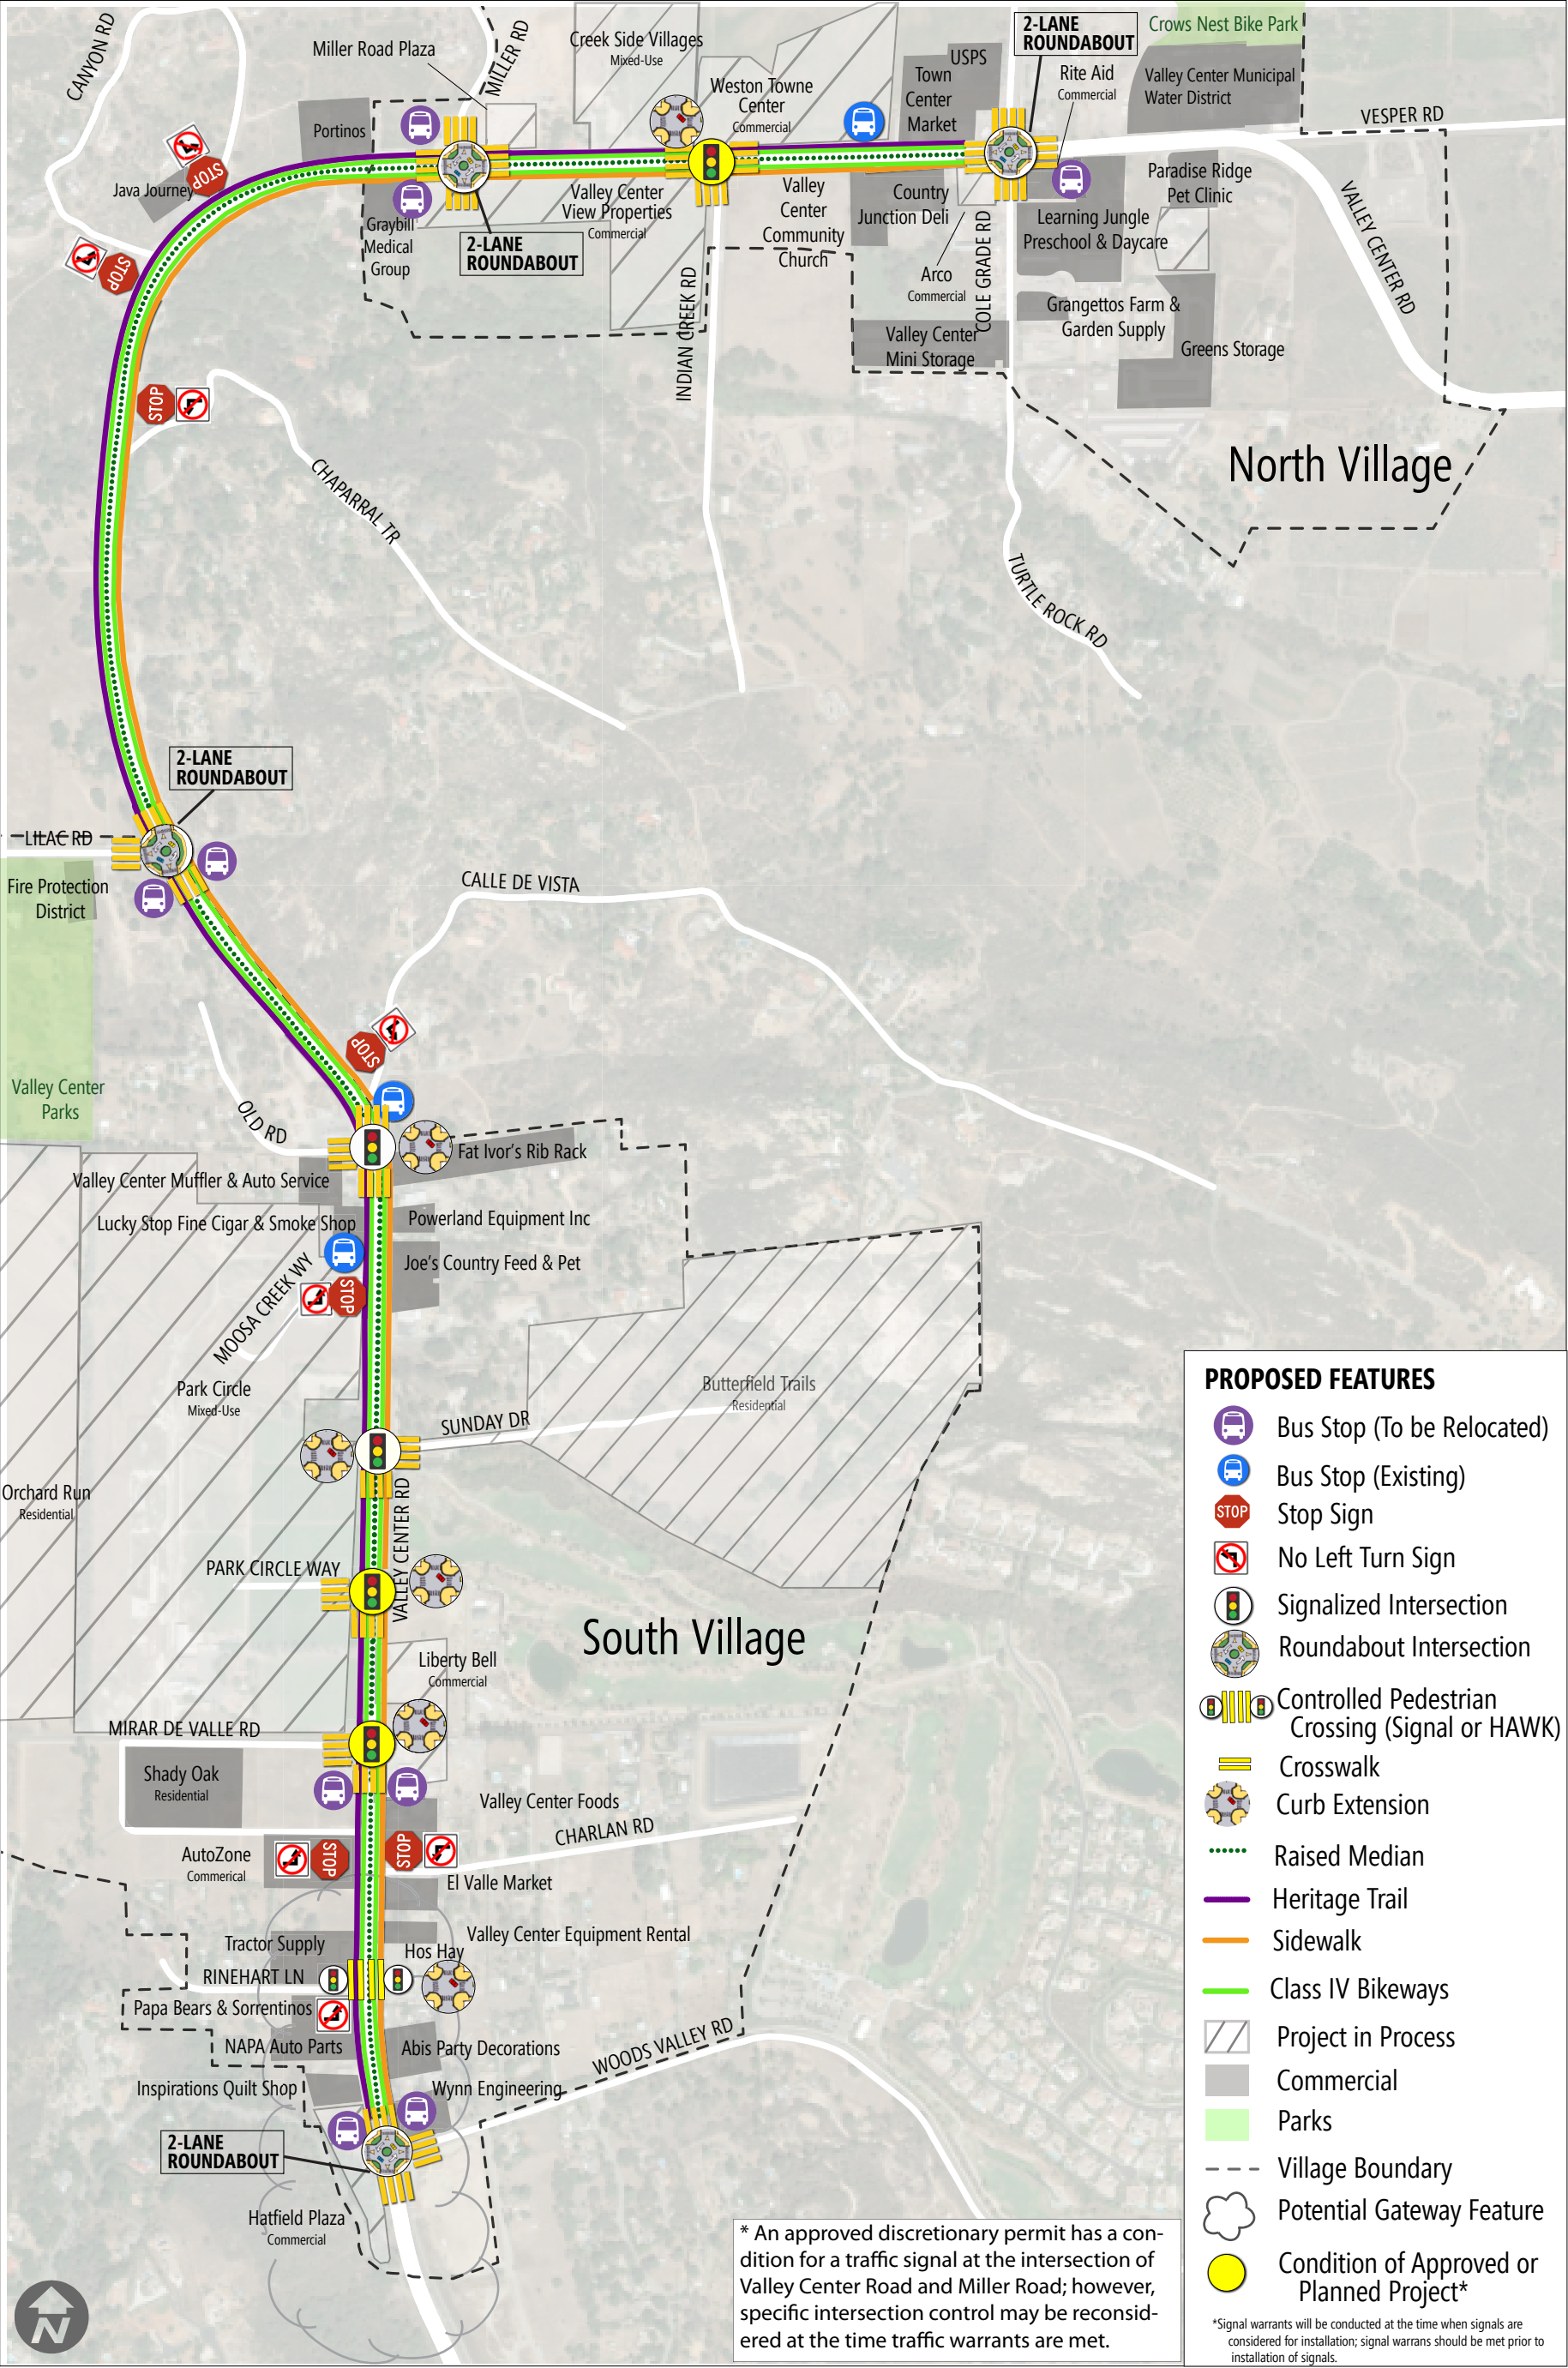 CANYON RD
Miller Road Plaza
MILLER RD
Creek Side Villages
Mixed-Use
Weston Towne
Center
Commercial
2-LANE
ROUNDABOUT
USPS
Town
Center
Market
Rite Aid
Commercial
Crows Nest Bike Park
Valley Center Municipal
Water District
VESPER RD
Portinos
STOP
Java Journey
STOP
Graybill
Medical
Group
2-LANE
ROUNDABOUT
Valley Center
View Properties
Commercial
INDIAN CREEK RD
Valley
Center
Community
Church
Country
Junction Deli
Arco
Commercial
COLE GRADE RD
Valley Center
Mini Storage
Learning Jungle
Preschool & Daycare
Paradise Ridge
Pet Clinic
Grangettos Farm &
Garden Supply
Greens Storage
VALLEY CENTER RD
North Village
STOP
CHAPARRAL TR
TURTLE ROCK RD
2-LANE
ROUNDABOUT
LILAC RD
Fire Protection
District
Valley Center
Parks
CALLE DE VISTA
STOP
OLD RD
Fat Ivor's Rib Rack
Valley Center Muffler & Auto Service
Lucky Stop Fine Cigar & Smoke Shop
Powerland Equipment Inc
Joe's Country Feed & Pet
MOOSA CREEK WY
STOP
Park Circle
Mixed-Use
Butterfield Trails
Residential
SUNDAY DR
Orchard Run
Residential
VALLEY CENTER RD
PARK CIRCLE WAY
South Village
Liberty Bell
Commercial
MIRAR DE VALLE RD
Shady Oak
Residential
Valley Center Foods
CHARLAN RD
AutoZone
Commerical
STOP
STOP
El Valle Market
Valley Center Equipment Rental
Tractor Supply
Hos Hay
RINEHART LN
Papa Bears & Sorrentinos
NAPA Auto Parts
Abis Party Decorations
WOODS VALLEY RD
Inspirations Quilt Shop
Wynn Engineering
2-LANE
ROUNDABOUT
Hatfield Plaza
Commercial
N
* An approved discretionary permit has a con-
dition for a traffic signal at the intersection of
Valley Center Road and Miller Road; however,
specific intersection control may be reconsid-
ered at the time traffic warrants are met.
PROPOSED FEATURES
Bus Stop (To be Relocated)
Bus Stop (Existing)
STOP Stop Sign
No Left Turn Sign
Signalized Intersection
Roundabout Intersection
Controlled Pedestrian
Crossing (Signal or HAWK)
Crosswalk
Curb Extension
Raised Median
Heritage Trail
Sidewalk
Class IV Bikeways
Project in Process
Commercial
Parks
Village Boundary
Potential Gateway Feature
Condition of Approved or
Planned Project*
*Signal warrants will be conducted at the time when signals are
considered for installation; signal warrans should be met prior to
installation of signals.